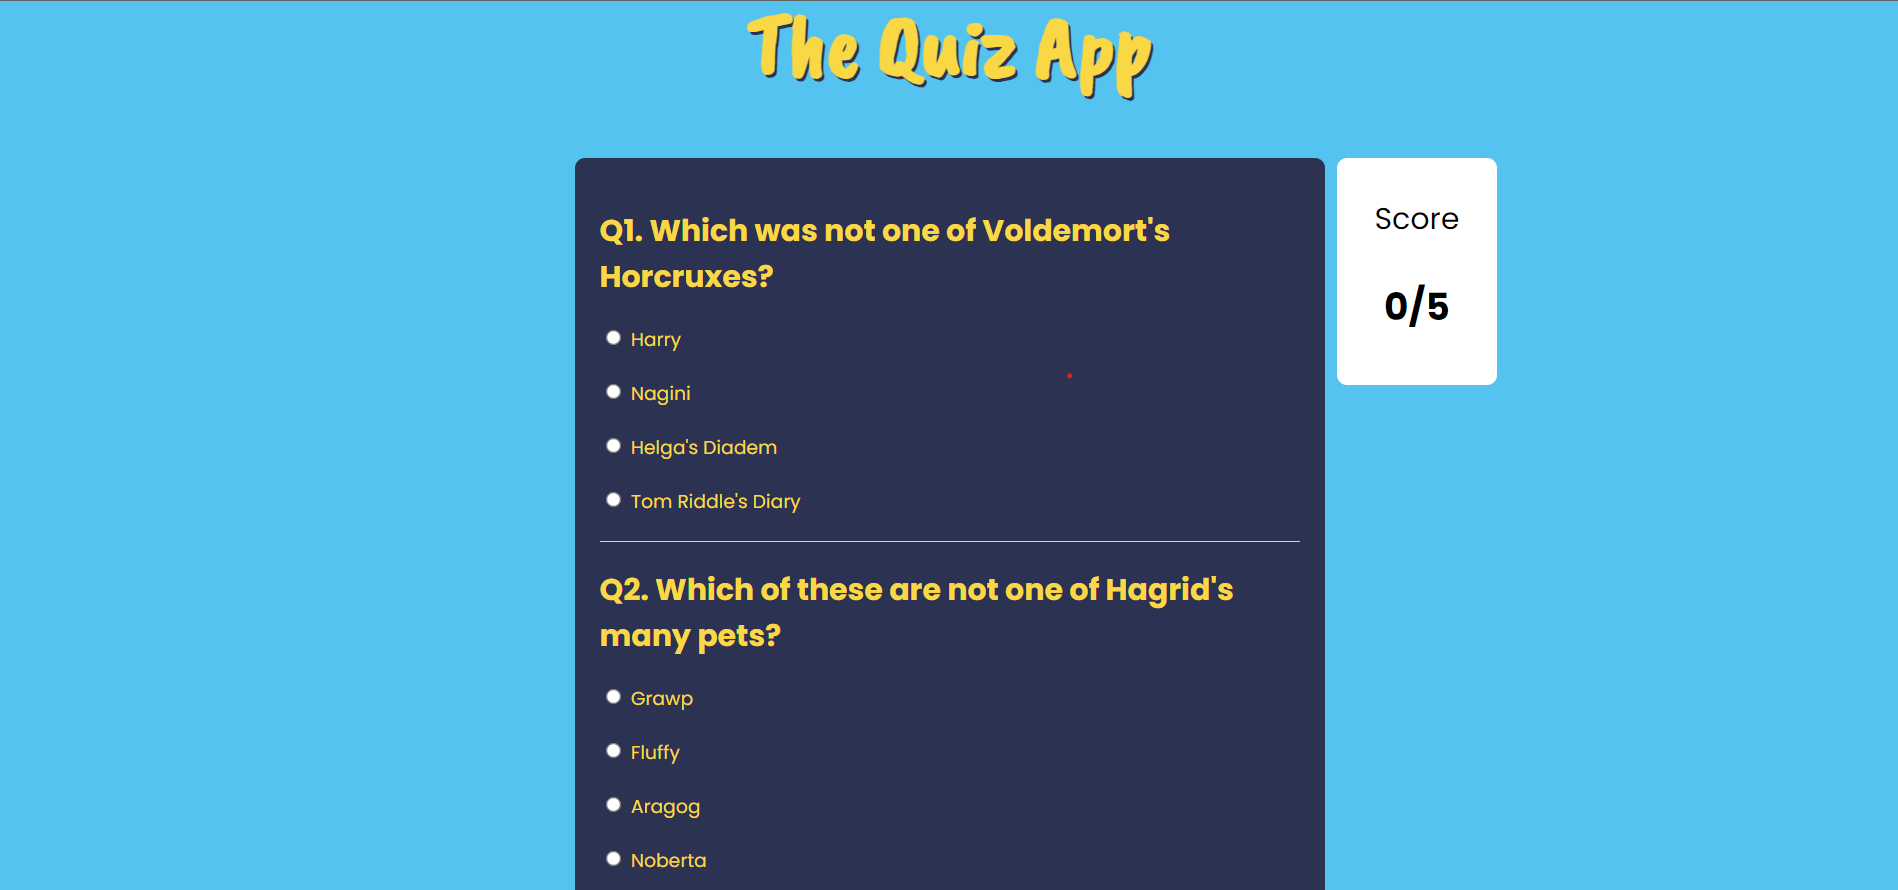 The Quiz App
Q1. Which was not one of Voldemort's
Horcruxes?
Harry
Nagini
Helga's Diadem
Tom Riddle's Diary
Q2. Which of these are not one of Hagrid's
many pets?
Grawp
Fluffy
Aragog
Noberta
Score
0/5